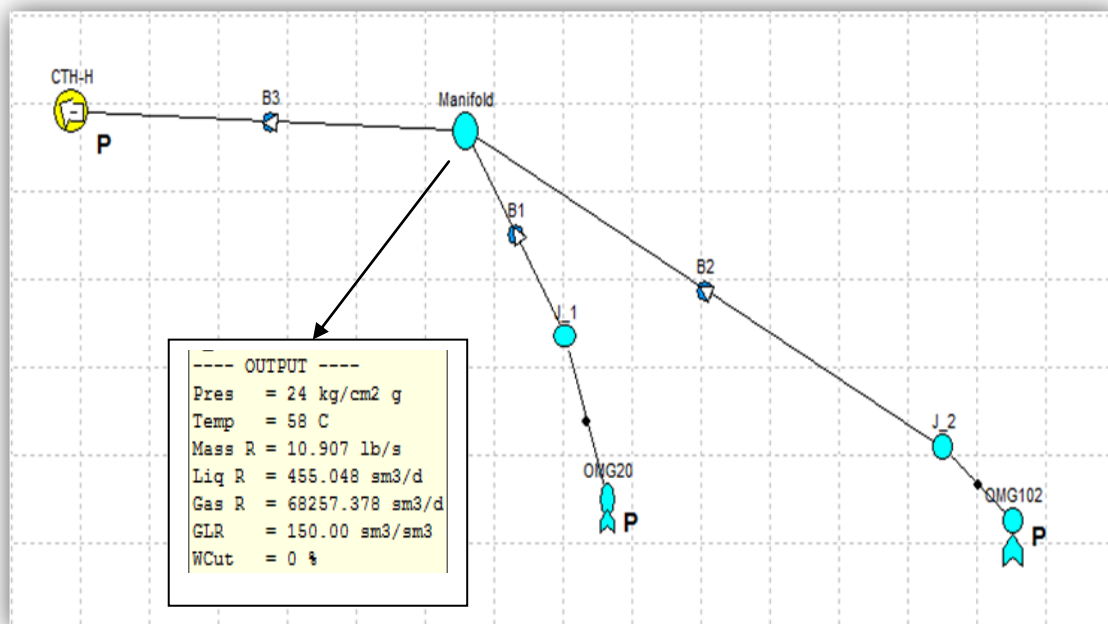 CTH-H
P
B3
Manifold
B1
B2
J_1
J_2
OMG20
P
OMG102
P
---- OUTPUT ----
Pres = 24 kg/cm2 g
Temp = 58 C
Mass R = 10.907 lb/s
Liq R = 455.048 sm3/d
Gas R = 68257.378 sm3/d
GLR = 150.00 sm3/sm3
WCut = 0 %